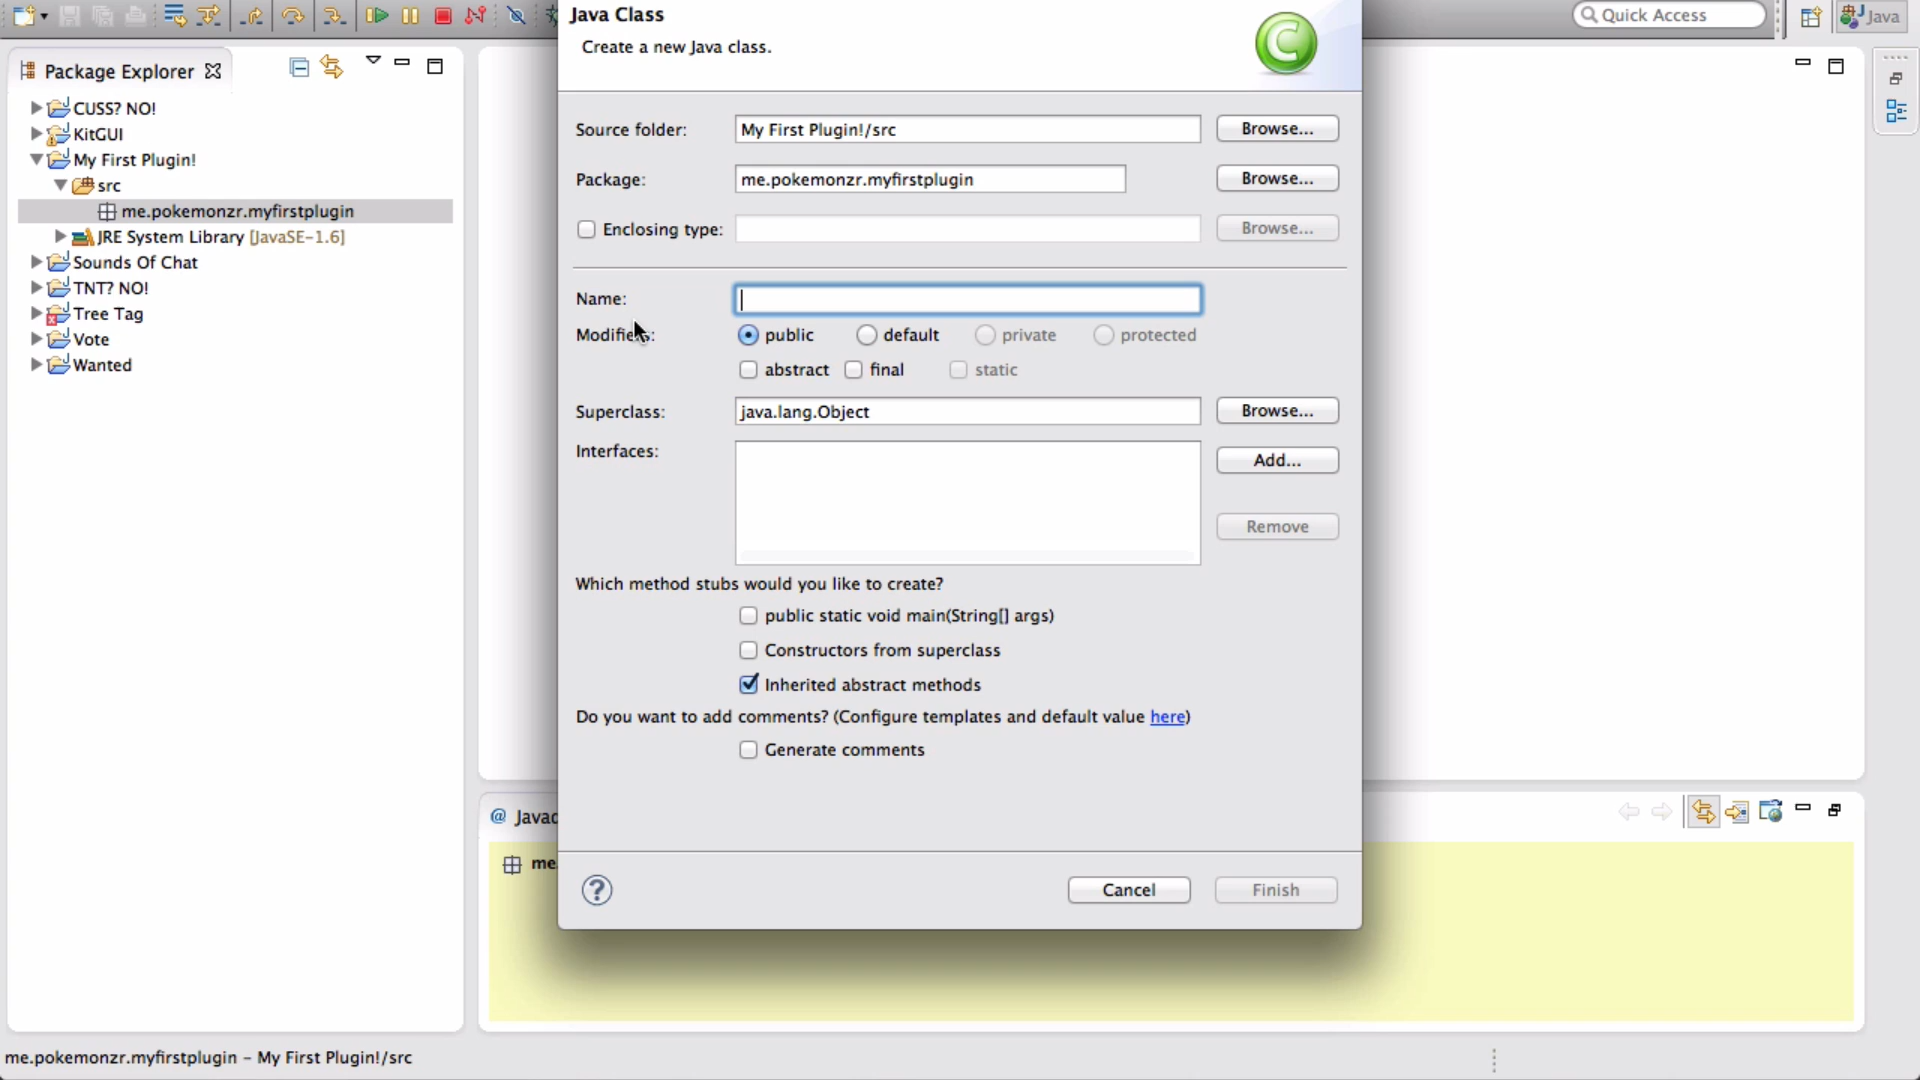 Java Class
Create a new Java class.
Quick Access
Java
Package Explorer
CUSS? NO!
KitGUI
My First Plugin!
src
me.pokemonzr.myfirstplugin
JRE System Library [JavaSE-1.6]
Sounds Of Chat
TNT? NO!
Tree Tag
Vote
Wanted
Source folder: My First Plugin!/src Browse...
Package: me.pokemonzr.myfirstplugin Browse...
Enclosing type: Browse...
Name:
Modifiers: public default private protected
abstract final static
Superclass: java.lang.Object Browse...
Interfaces: Add...
Remove
Which method stubs would you like to create?
public static void main(String[] args)
Constructors from superclass
Inherited abstract methods
Do you want to add comments? (Configure templates and default value here)
Generate comments
@ Javad
me.
? Cancel Finish
me.pokemonzr.myfirstplugin - My First Plugin!/src